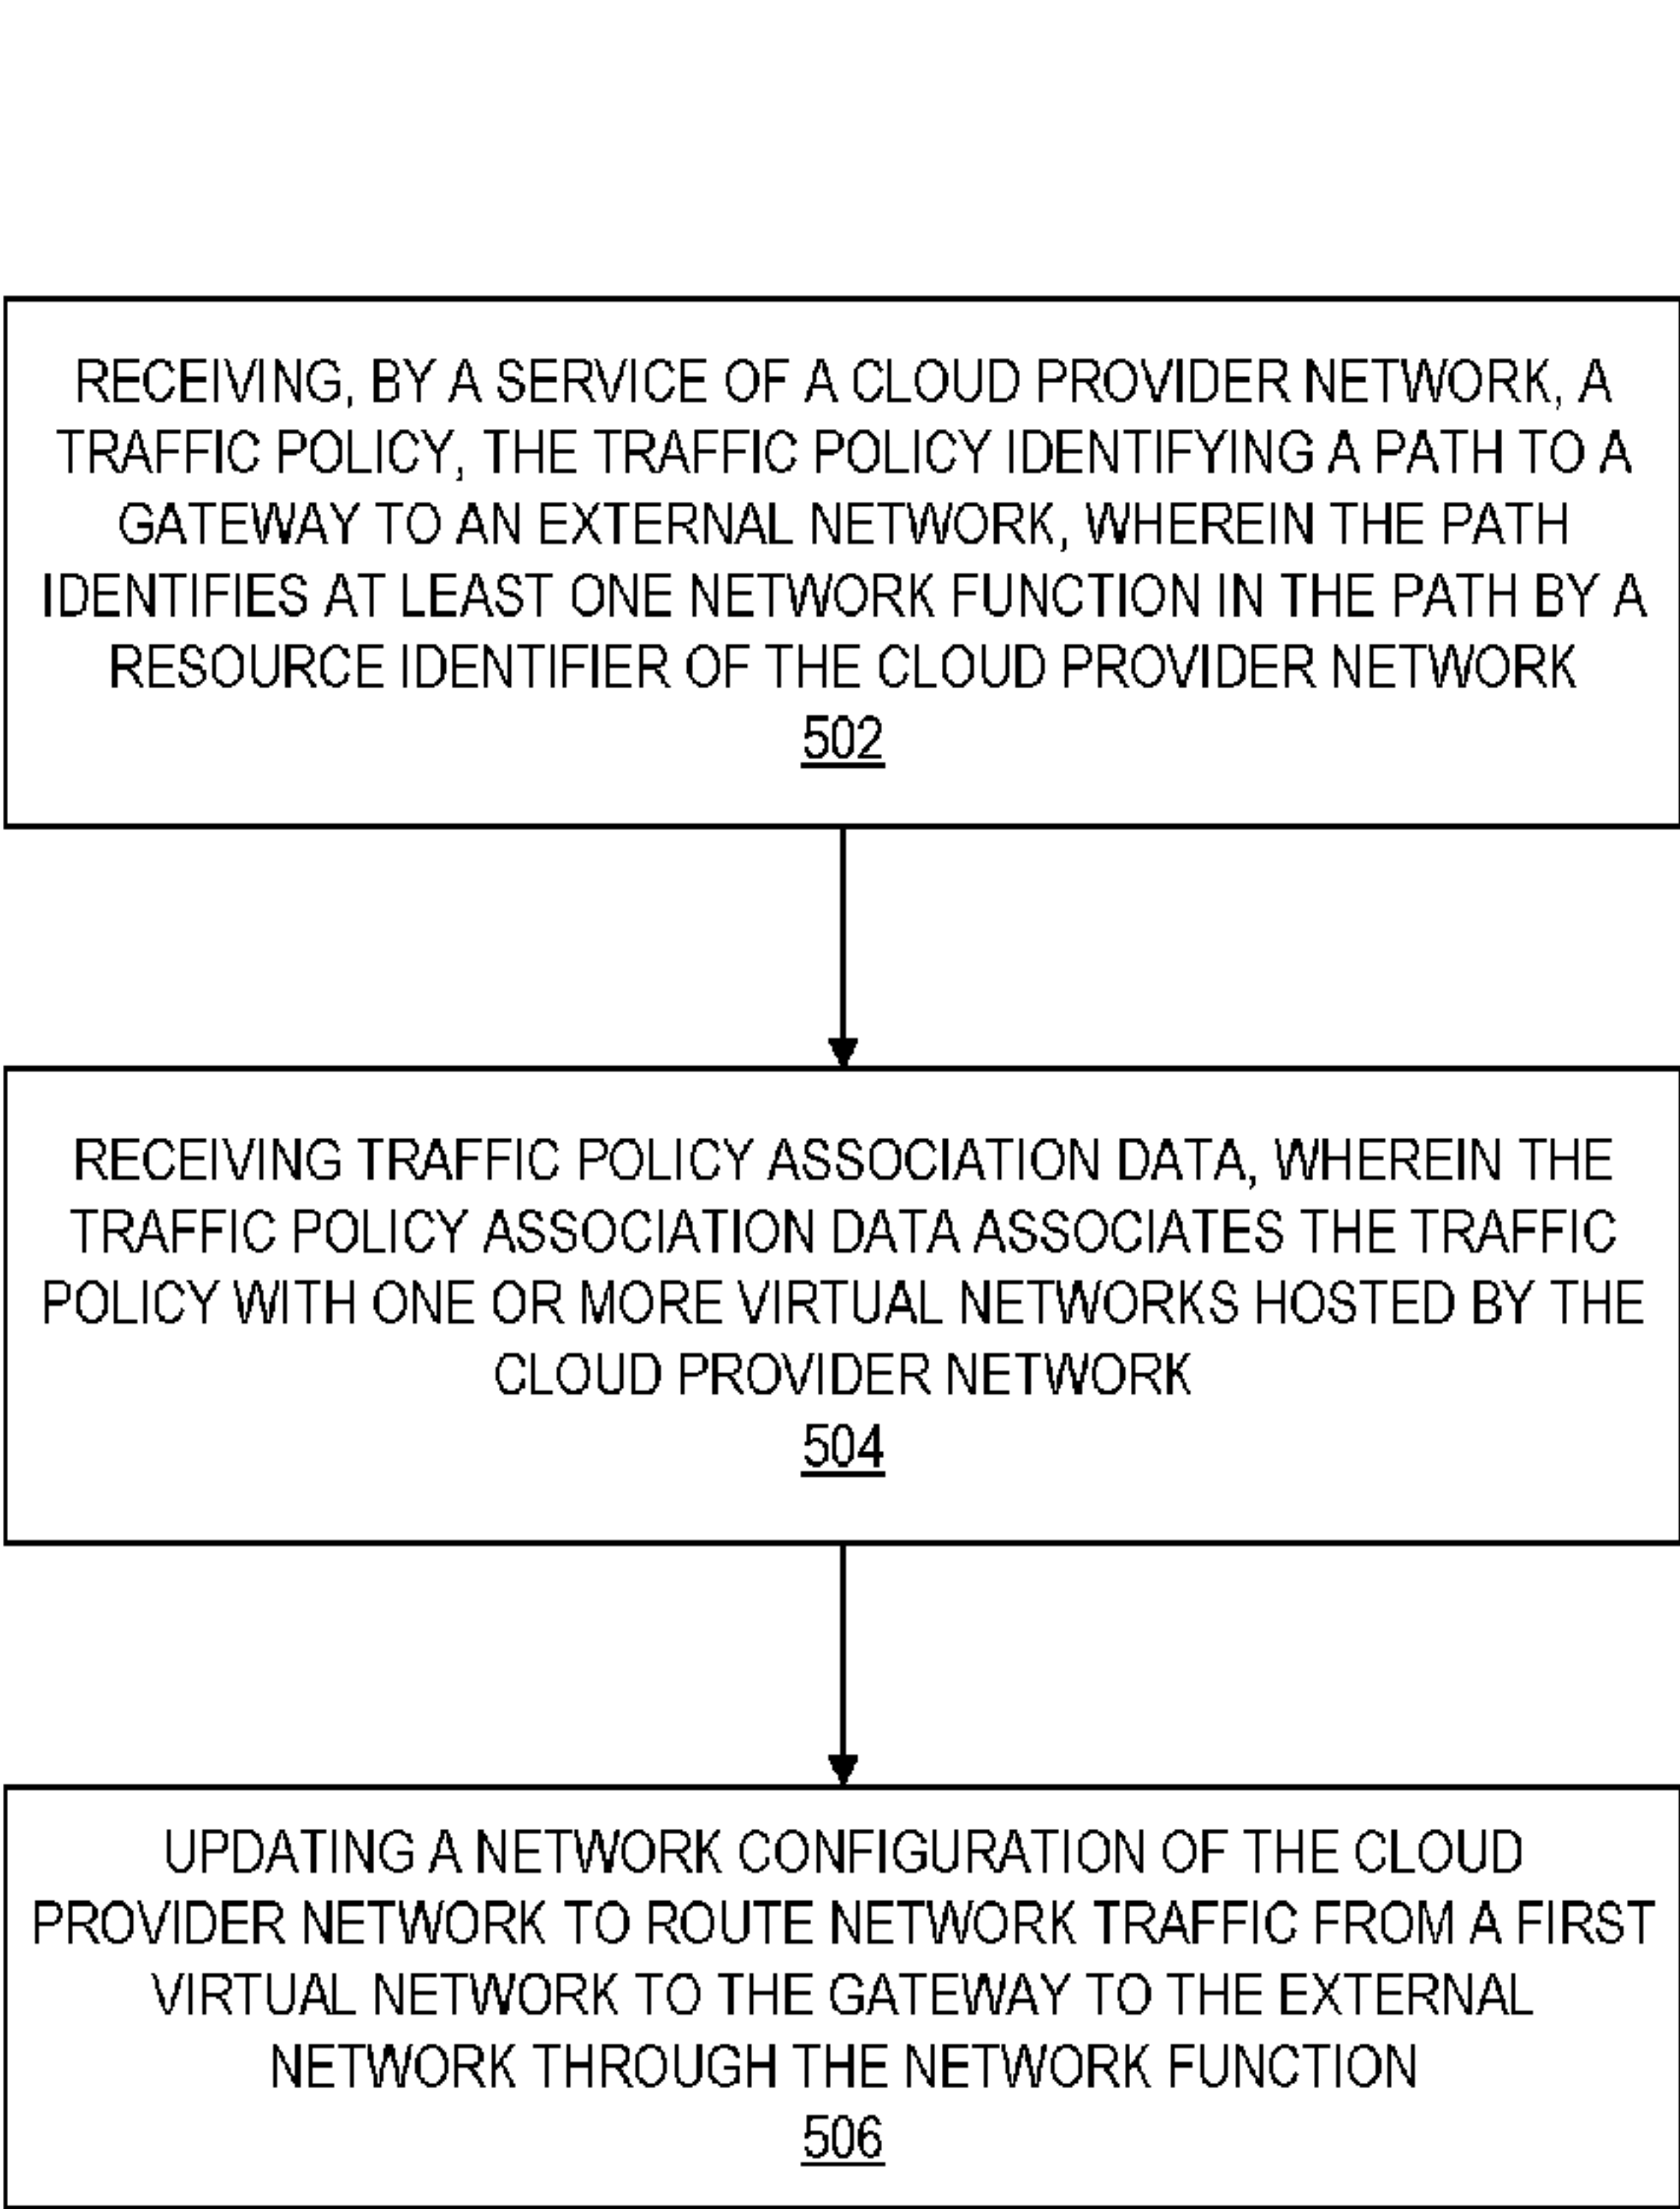 RECEIVING, BY A SERVICE OF A CLOUD PROVIDER NETWORK, A
TRAFFIC POLICY, THE TRAFFIC POLICY IDENTIFYING A PATH TO A
GATEWAY TO AN EXTERNAL NETWORK, WHEREIN THE PATH
IDENTIFIES AT LEAST ONE NETWORK FUNCTION IN THE PATH BY A
RESOURCE IDENTIFIER OF THE CLOUD PROVIDER NETWORK
502
RECEIVING TRAFFIC POLICY ASSOCIATION DATA, WHEREIN THE
TRAFFIC POLICY ASSOCIATION DATA ASSOCIATES THE TRAFFIC
POLICY WITH ONE OR MORE VIRTUAL NETWORKS HOSTED BY THE
CLOUD PROVIDER NETWORK
504
UPDATING A NETWORK CONFIGURATION OF THE CLOUD
PROVIDER NETWORK TO ROUTE NETWORK TRAFFIC FROM A FIRST
VIRTUAL NETWORK TO THE GATEWAY TO THE EXTERNAL
NETWORK THROUGH THE NETWORK FUNCTION
506